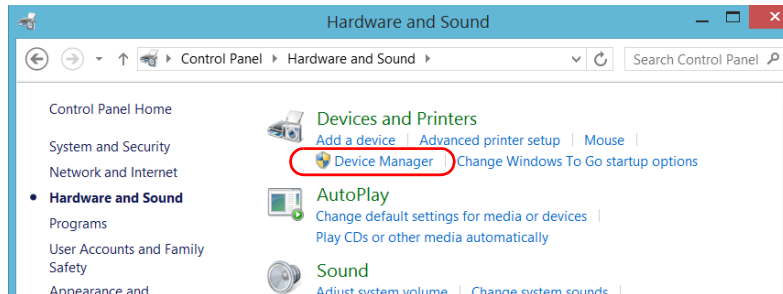 Hardware and Sound
Control Panel Hardware and Sound
Search Control Panel
Control Panel Home
System and Security
Network and Internet
Hardware and Sound
Programs
User Accounts and Family
Safety
Appearance and
Devices and Printers
Add a device Advanced printer setup Mouse
Device Manager Change Windows To Go startup options
AutoPlay
Change default settings for media or devices
Play CDs or other media automatically
Sound
Adjust system volume Change system sounds